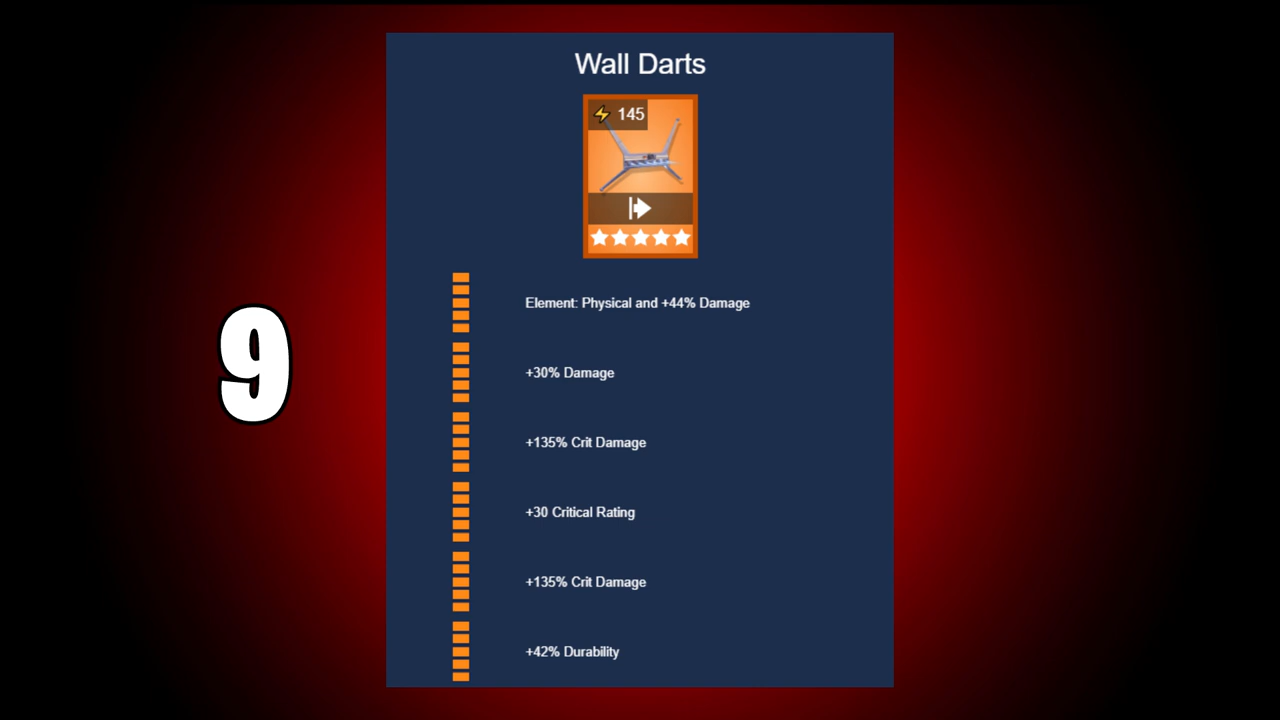 Wall Darts
145
Element: Physical and +44% Damage
+30% Damage
9
+135% Crit Damage
+30 Critical Rating
+135% Crit Damage
+42% Durability